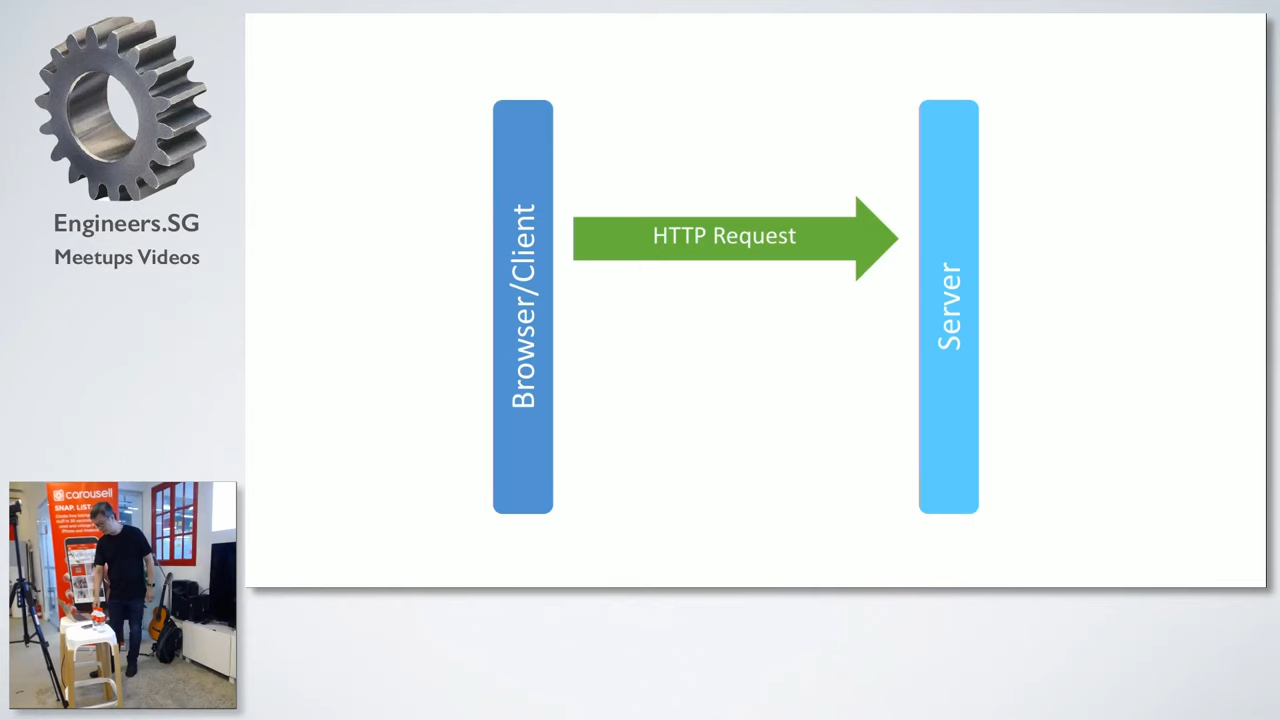 Engineers.SG
Meetups Videos
Browser/Client
HTTP Request
Server
carousell
SNAP. LIST.